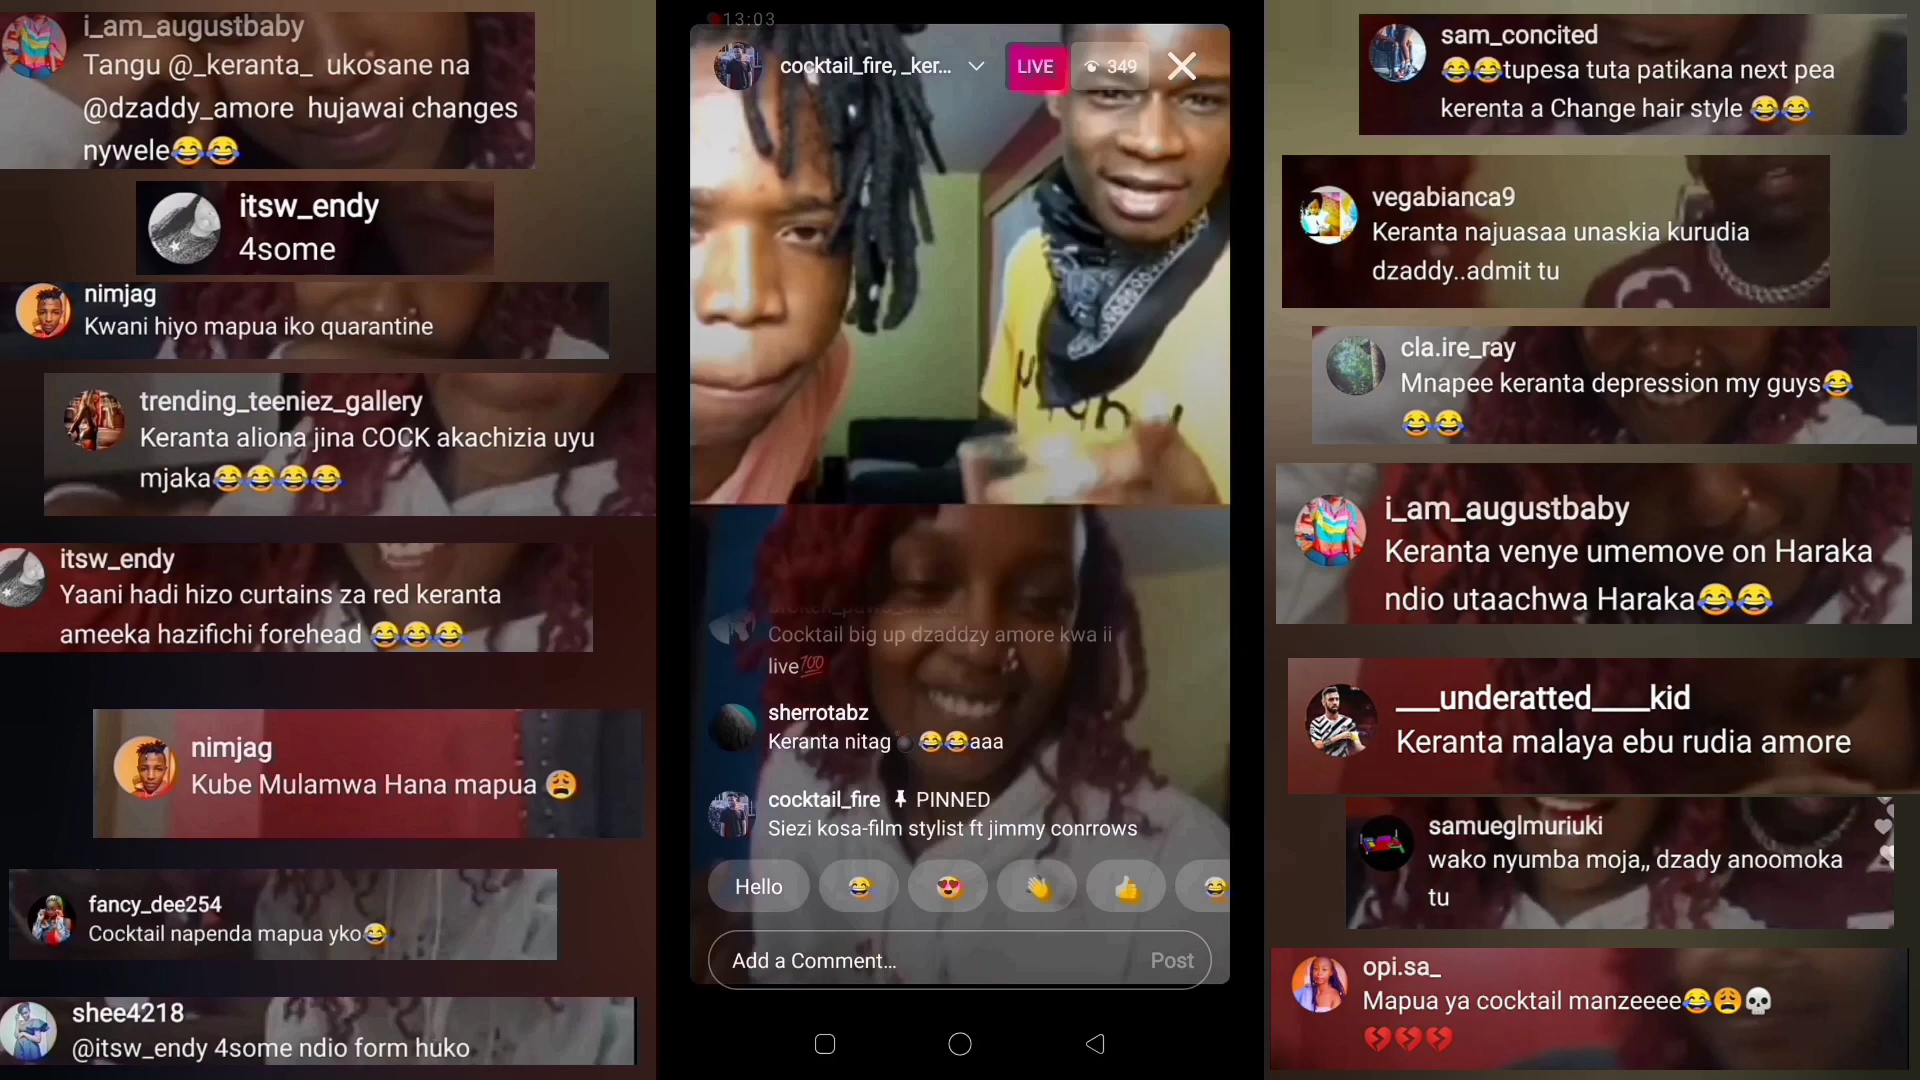 i_am_augustbaby
Tangu @_keranta_ ukosane na
@dzaddy_amore hujawai changes
nywele😂😂
itsw_endy
4some
nimjag
Kwani hiyo mapua iko quarantine
trending_teeniez_gallery
Keranta aliona jina COCK akachizia uyu
mjaka😂😂😂😂
itsw_endy
Yaani hadi hizo curtains za red keranta
ameeka hazifichi forehead 😂😂😂
nimjag
Kube Mulamwa Hana mapua 😩
fancy_dee254
Cocktail napenda mapua yko😂
shee4218
@itsw_endy 4some ndio form huko
13:03
cocktail_fire, _ker...
LIVE
349
Cocktail big up dzaddzy amore kwa ii
live💯
sherrotabz
Keranta nitag💣😂😂aaa
cocktail_fire PINNED
Siezi kosa-film stylist ft jimmy conrrows
Hello 😂 😍 👏 👍 😂
Add a Comment...
Post
sam_concited
😂😂tupesa tuta patikana next pea
kerenta a Change hair style 😂😂
vegabianca9
Keranta najuasaa unaskia kurudia
dzaddy..admit tu
cla.ire_ray
Mnapee keranta depression my guys😂
😂😂
i_am_augustbaby
Keranta venye umemove on Haraka
ndio utaachwa Haraka😂😂
___underatted____kid
Keranta malaya ebu rudia amore
samueglmuriuki
wako nyumba moja,, dzady anoomoka
tu
opi.sa_
Mapua ya cocktail manzeeee😂😩💀
💔💔💔